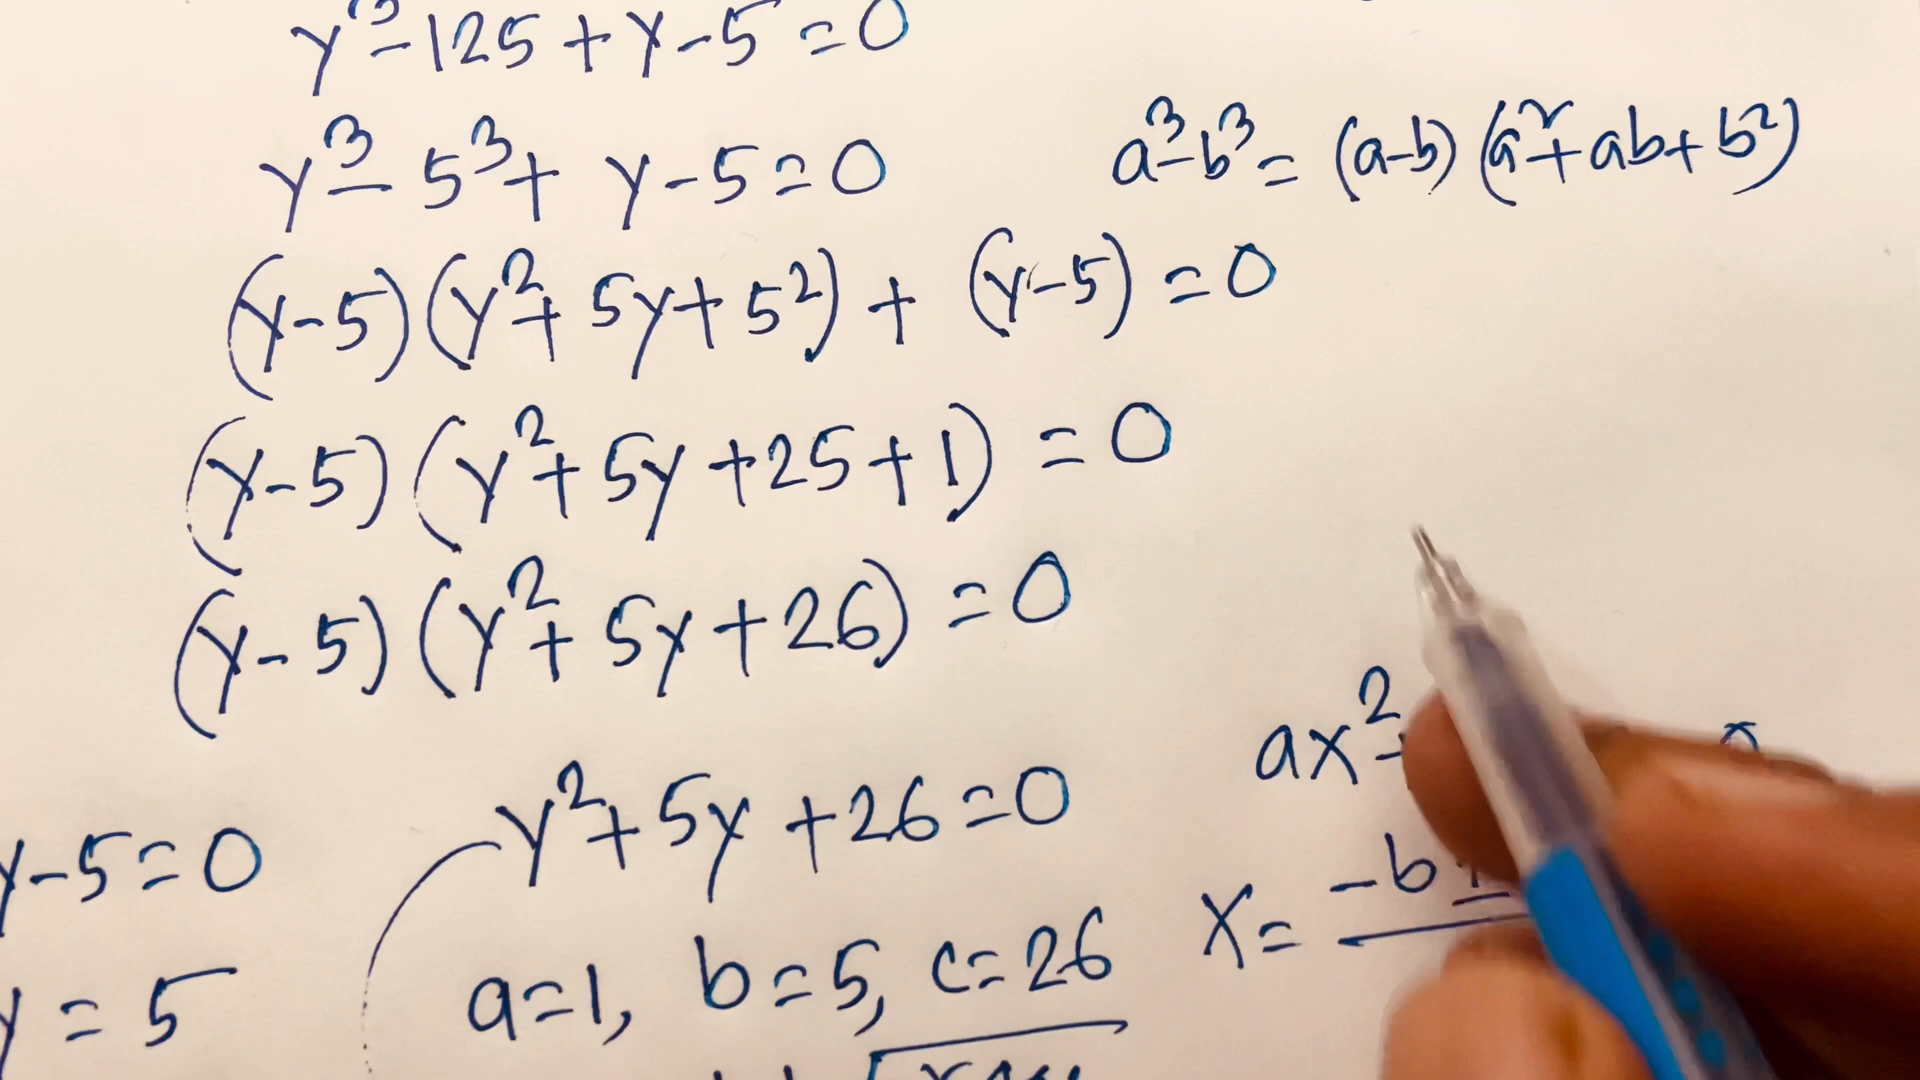 y³-125+y-5=0
y³-5³+y-5=0
a³-b³=(a-b)(a²+ab+b²)
(y-5)(y²+5y+5²)+(y-5)=0
(y-5)(y²+5y+25+1)=0
(y-5)(y²+5y+26)=0
ax²
y²+5y+26=0
y-5=0
x=-b
a=1, b=5, c=26
y=5